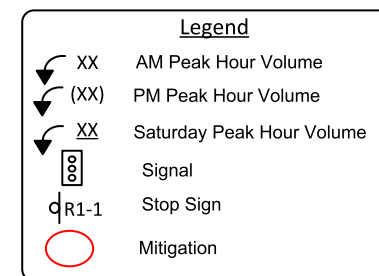 Legend
XX AM Peak Hour Volume
(XX) PM Peak Hour Volume
XX Saturday Peak Hour Volume
Signal
R1-1 Stop Sign
Mitigation